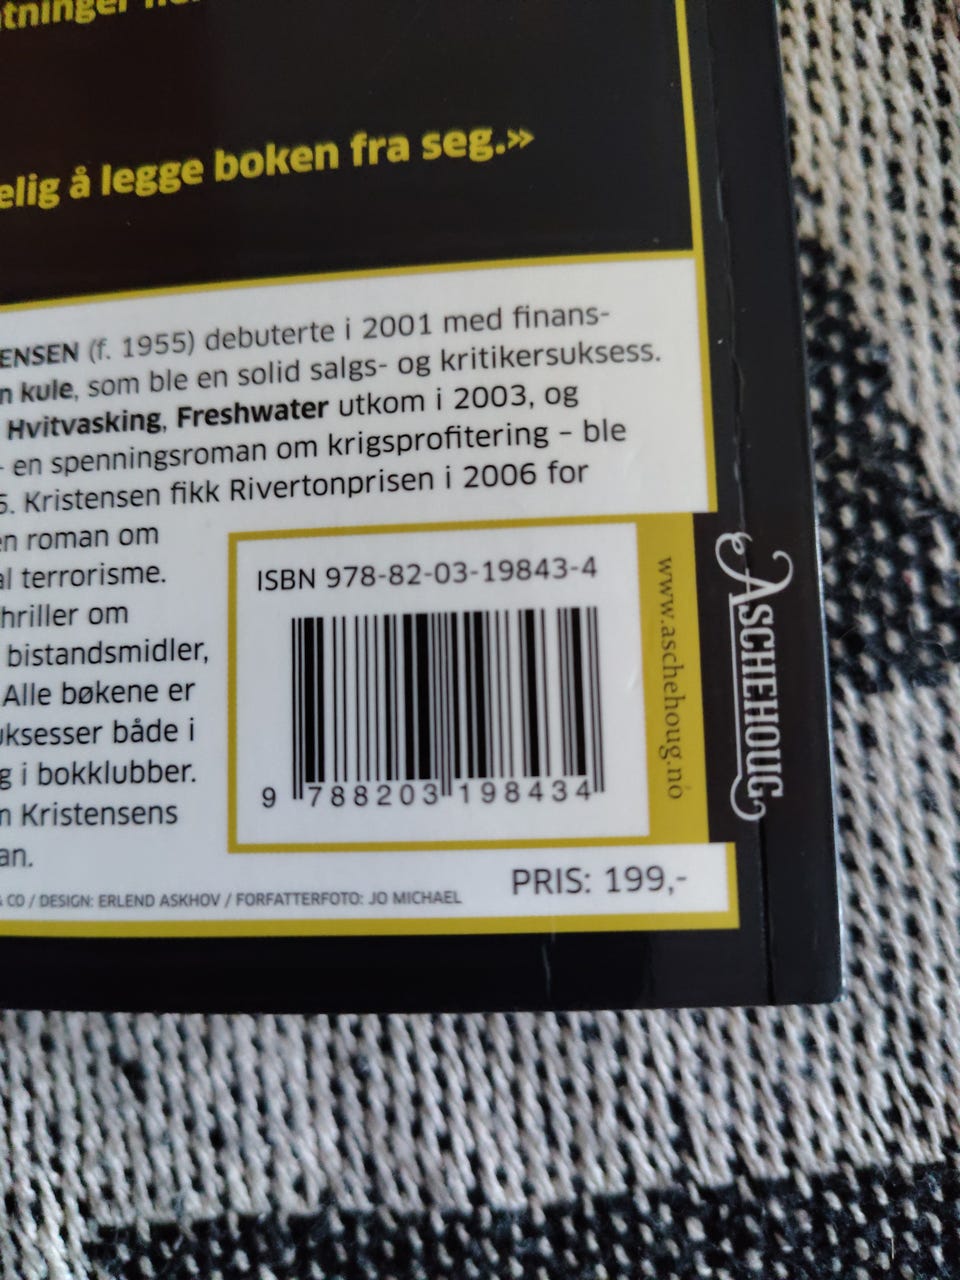 elig å legge boken fra seg.»
ENSEN (f. 1955) debuterte i 2001 med finans-
n kule, som ble en solid salgs- og kritikersuksess.
Hvitvasking, Freshwater utkom i 2003, og
- en spenningsroman om krigsprofitering – ble
5. Kristensen fikk Rivertonprisen i 2006 for
en roman om
al terrorisme.
hriller om
bistandsmidler,
Alle bøkene er
uksesser både i
g i bokklubber.
n Kristensens
an.
ISBN 978-82-03-19843-4
9 788203 198434
www.aschehoug.no
ASCHEHOUG
PRIS: 199,-
& CO / DESIGN: ERLEND ASKHOV / FORFATTERFOTO: JO MICHAEL